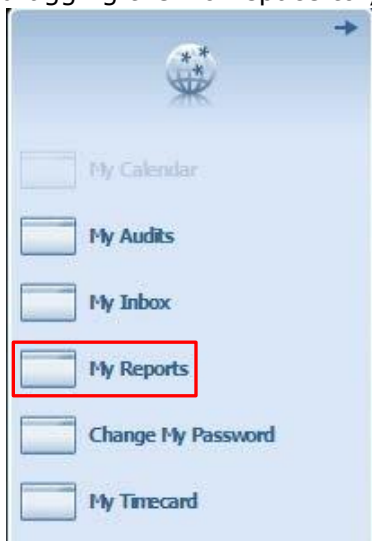 My Calendar
My Audits
My Inbox
My Reports
Change My Password
My Timecard